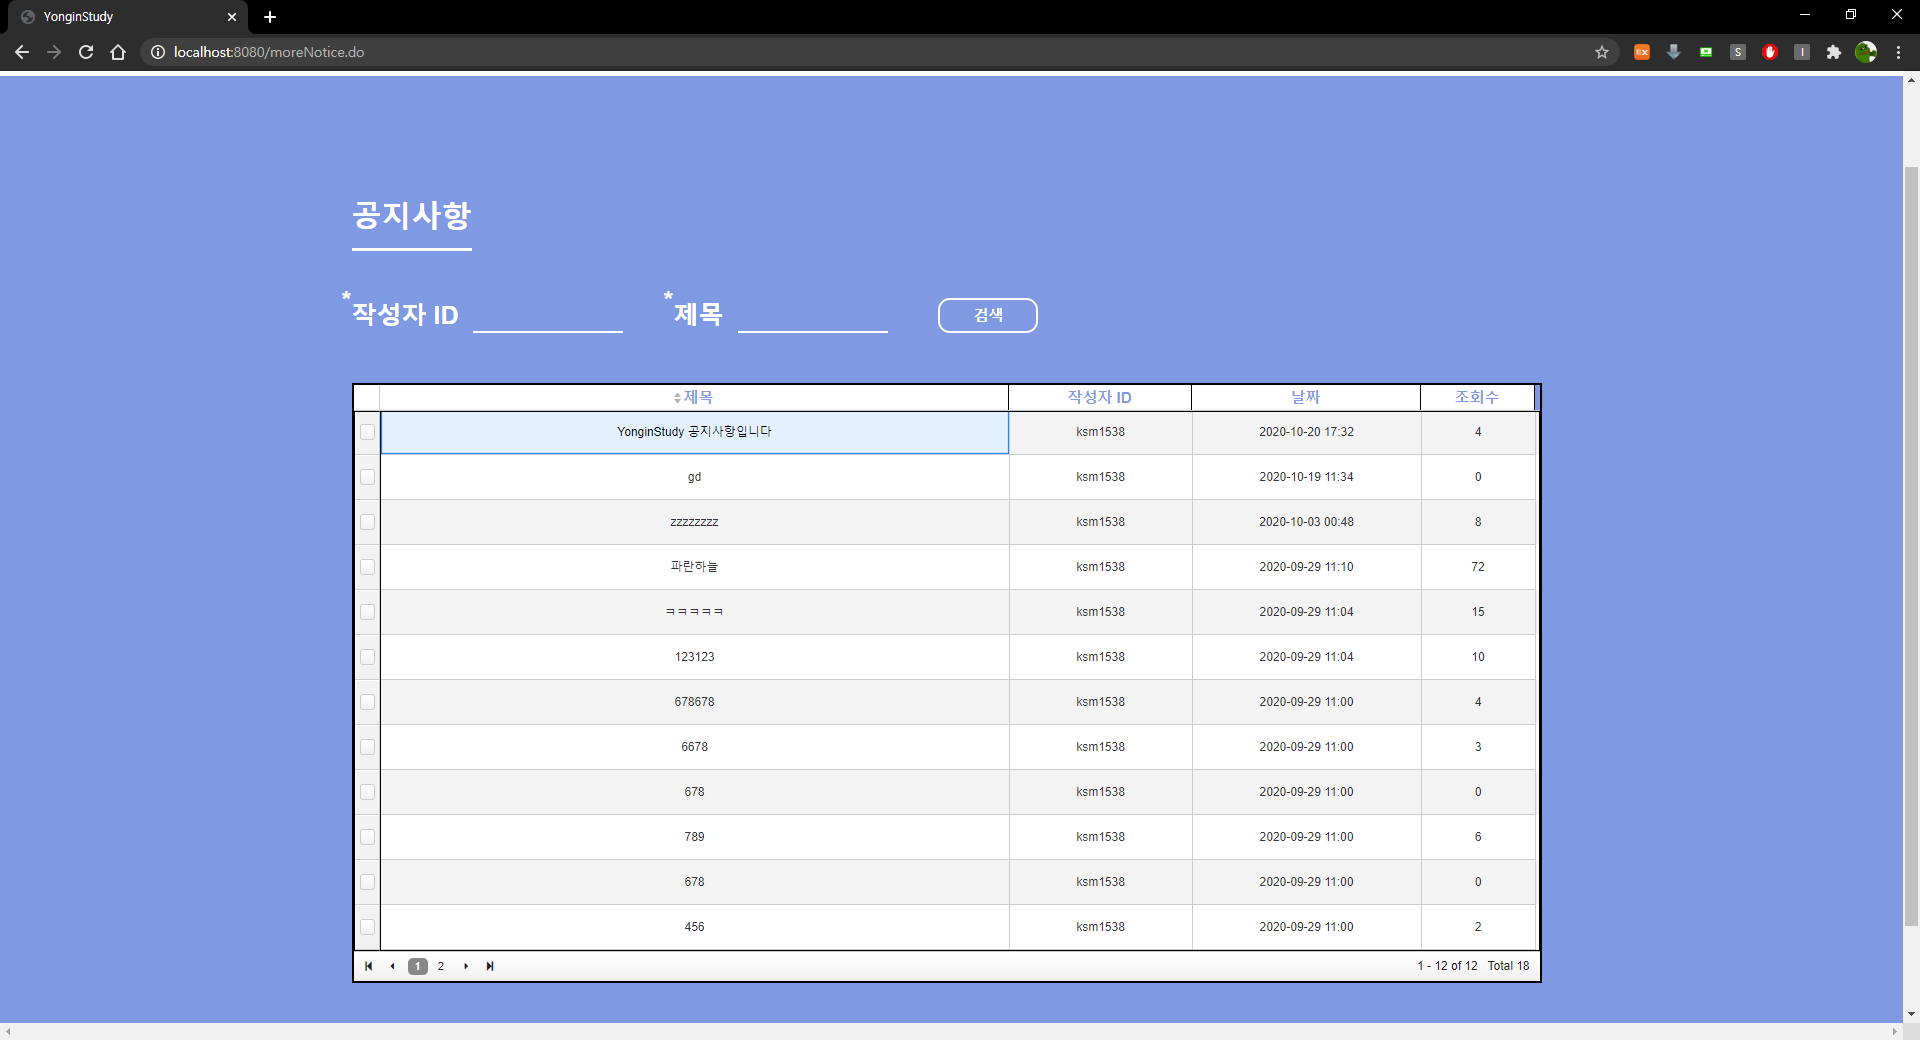 YonginStudy
localhost:8080/moreNotice.do
공지사항
*작성자 ID
*제목
검색
제목 작성자 ID 날짜 조회수
YonginStudy 공지사항입니다 ksm1538 2020-10-20 17:32 4
gd ksm1538 2020-10-19 11:34 0
zzzzzzzz ksm1538 2020-10-03 00:48 8
파란하늘 ksm1538 2020-09-29 11:10 72
ㅋㅋㅋㅋㅋ ksm1538 2020-09-29 11:04 15
123123 ksm1538 2020-09-29 11:04 10
678678 ksm1538 2020-09-29 11:00 4
6678 ksm1538 2020-09-29 11:00 3
678 ksm1538 2020-09-29 11:00 0
789 ksm1538 2020-09-29 11:00 6
678 ksm1538 2020-09-29 11:00 0
456 ksm1538 2020-09-29 11:00 2
1 2 1 - 12 of 12 Total 18